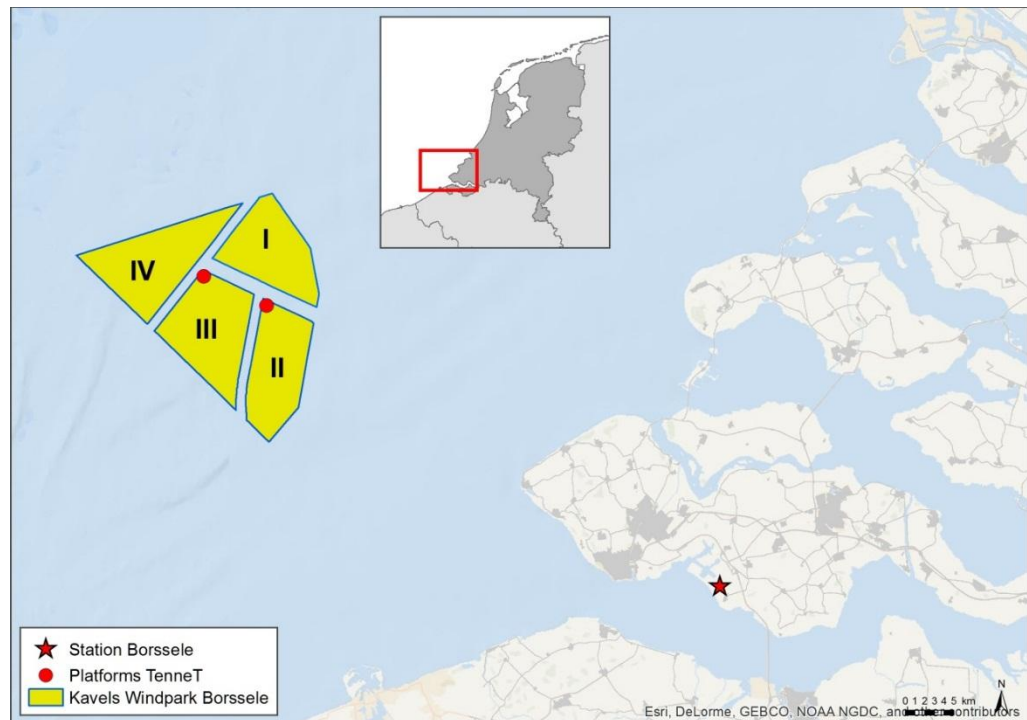 I
IV
III
II
Station Borssele
Platforms TenneT
Kavels Windpark Borssele
N
0 1 2 3 4 5 km
Esri, DeLorme, GEBCO, NOAA NGDC, and other contributors